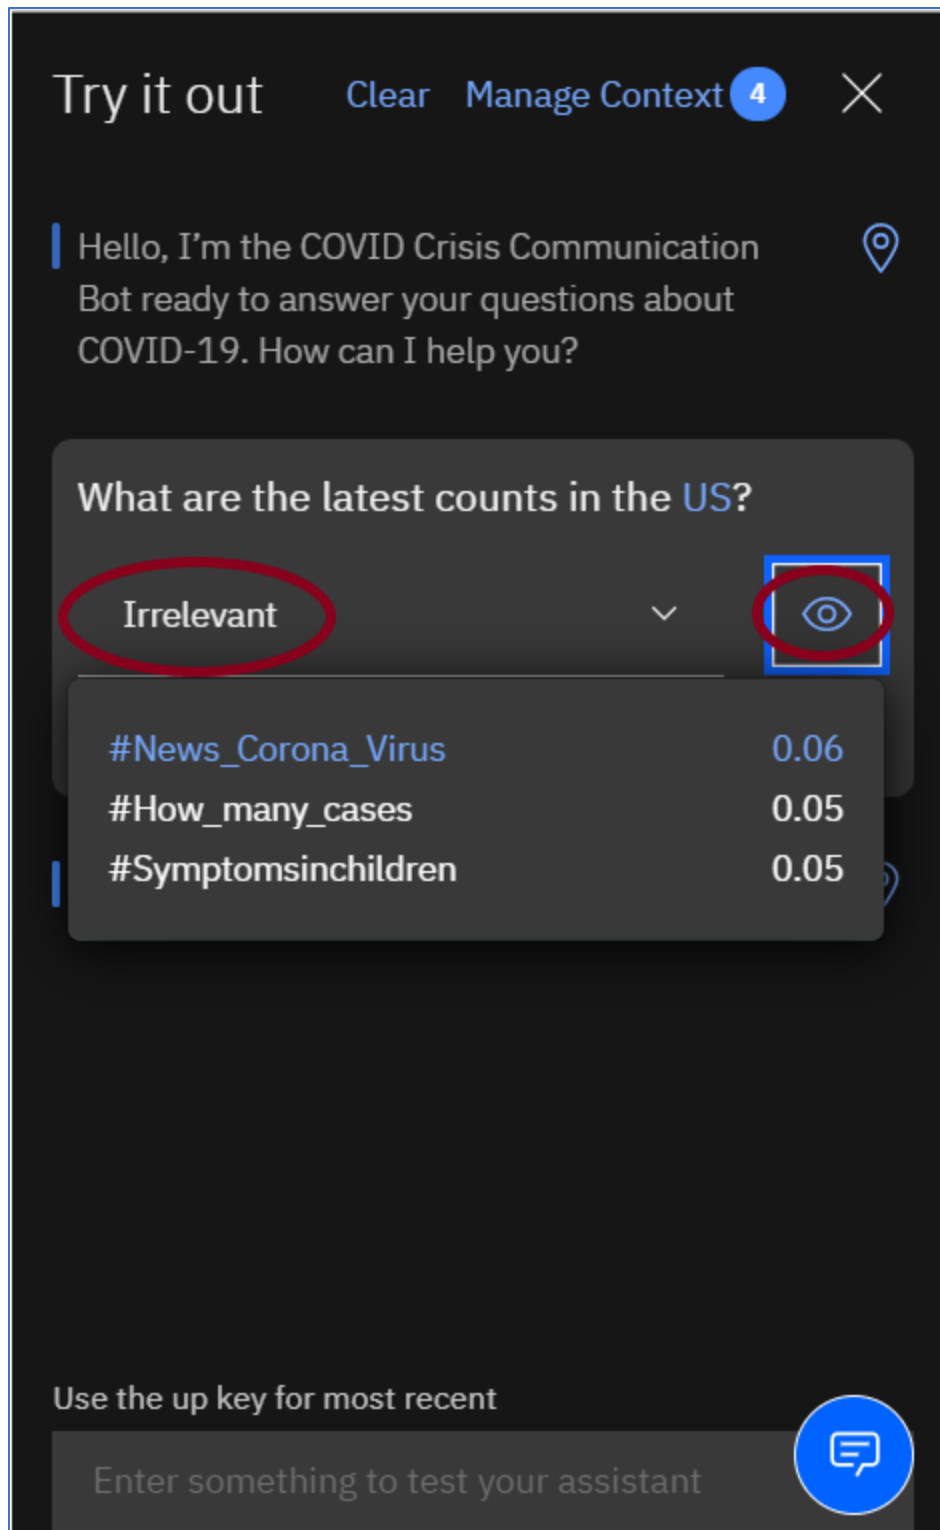 Try it out Clear Manage Context 4
Hello, I’m the COVID Crisis Communication
Bot ready to answer your questions about
COVID-19. How can I help you?
What are the latest counts in the US?
Irrelevant
#News_Corona_Virus 0.06
#How_many_cases 0.05
#Symptomsinchildren 0.05
Use the up key for most recent
Enter something to test your assistant